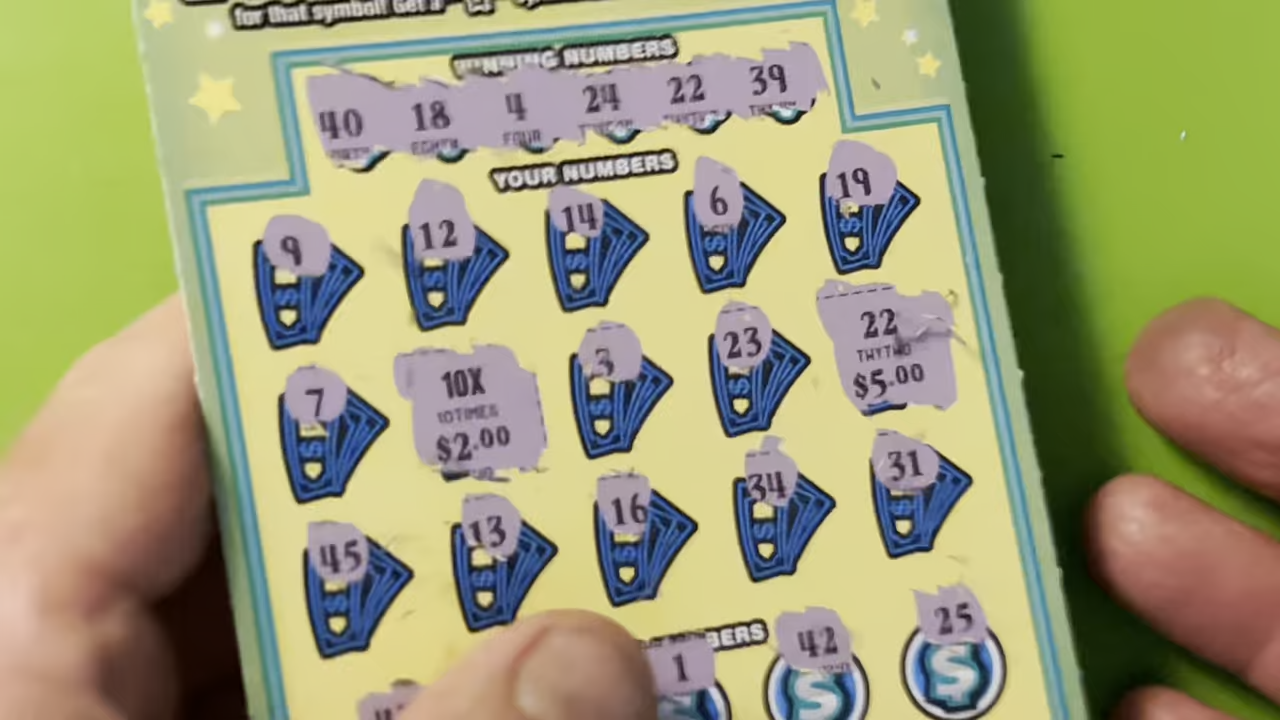 for that symbol! Get a
WINNING NUMBERS
40 18 4 24 22 39
FOUR
YOUR NUMBERS
9 12 14 6 19
7 10X 3 23 22
10TIMES THYTWO
$2.00 $5.00
45 13 16 34 31
1 42 25